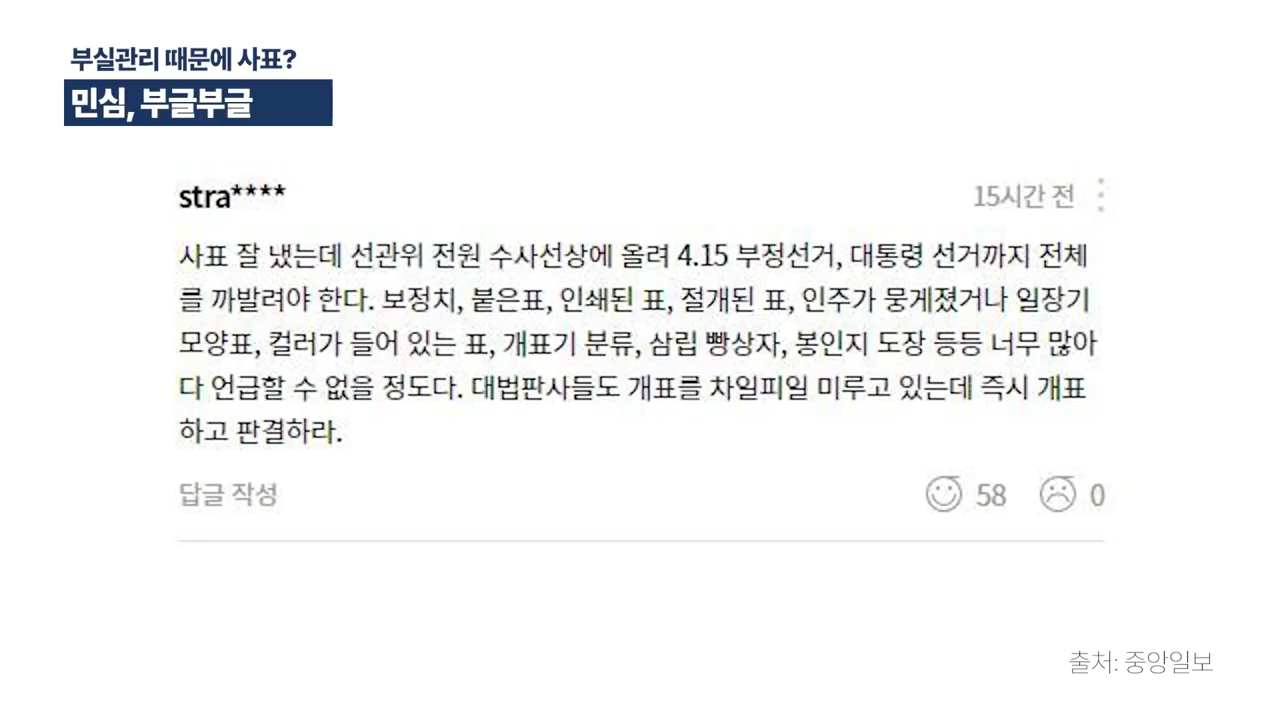 부실관리 때문에 사표?
민심, 부글부글
stra****
15시간 전
사표 잘 냈는데 선관위 전원 수사선상에 올려 4.15 부정선거, 대통령 선거까지 전체
를 까발려야 한다. 보정치, 붙은표, 인쇄된 표, 절개된 표, 인주가 뭉게졌거나 일장기
모양표, 컬러가 들어 있는 표, 개표기 분류, 삼립 빵상자, 봉인지 도장 등등 너무 많아
다 언급할 수 없을 정도다. 대법판사들도 개표를 차일피일 미루고 있는데 즉시 개표
하고 판결하라.
답글 작성
58
0
출처: 중앙일보